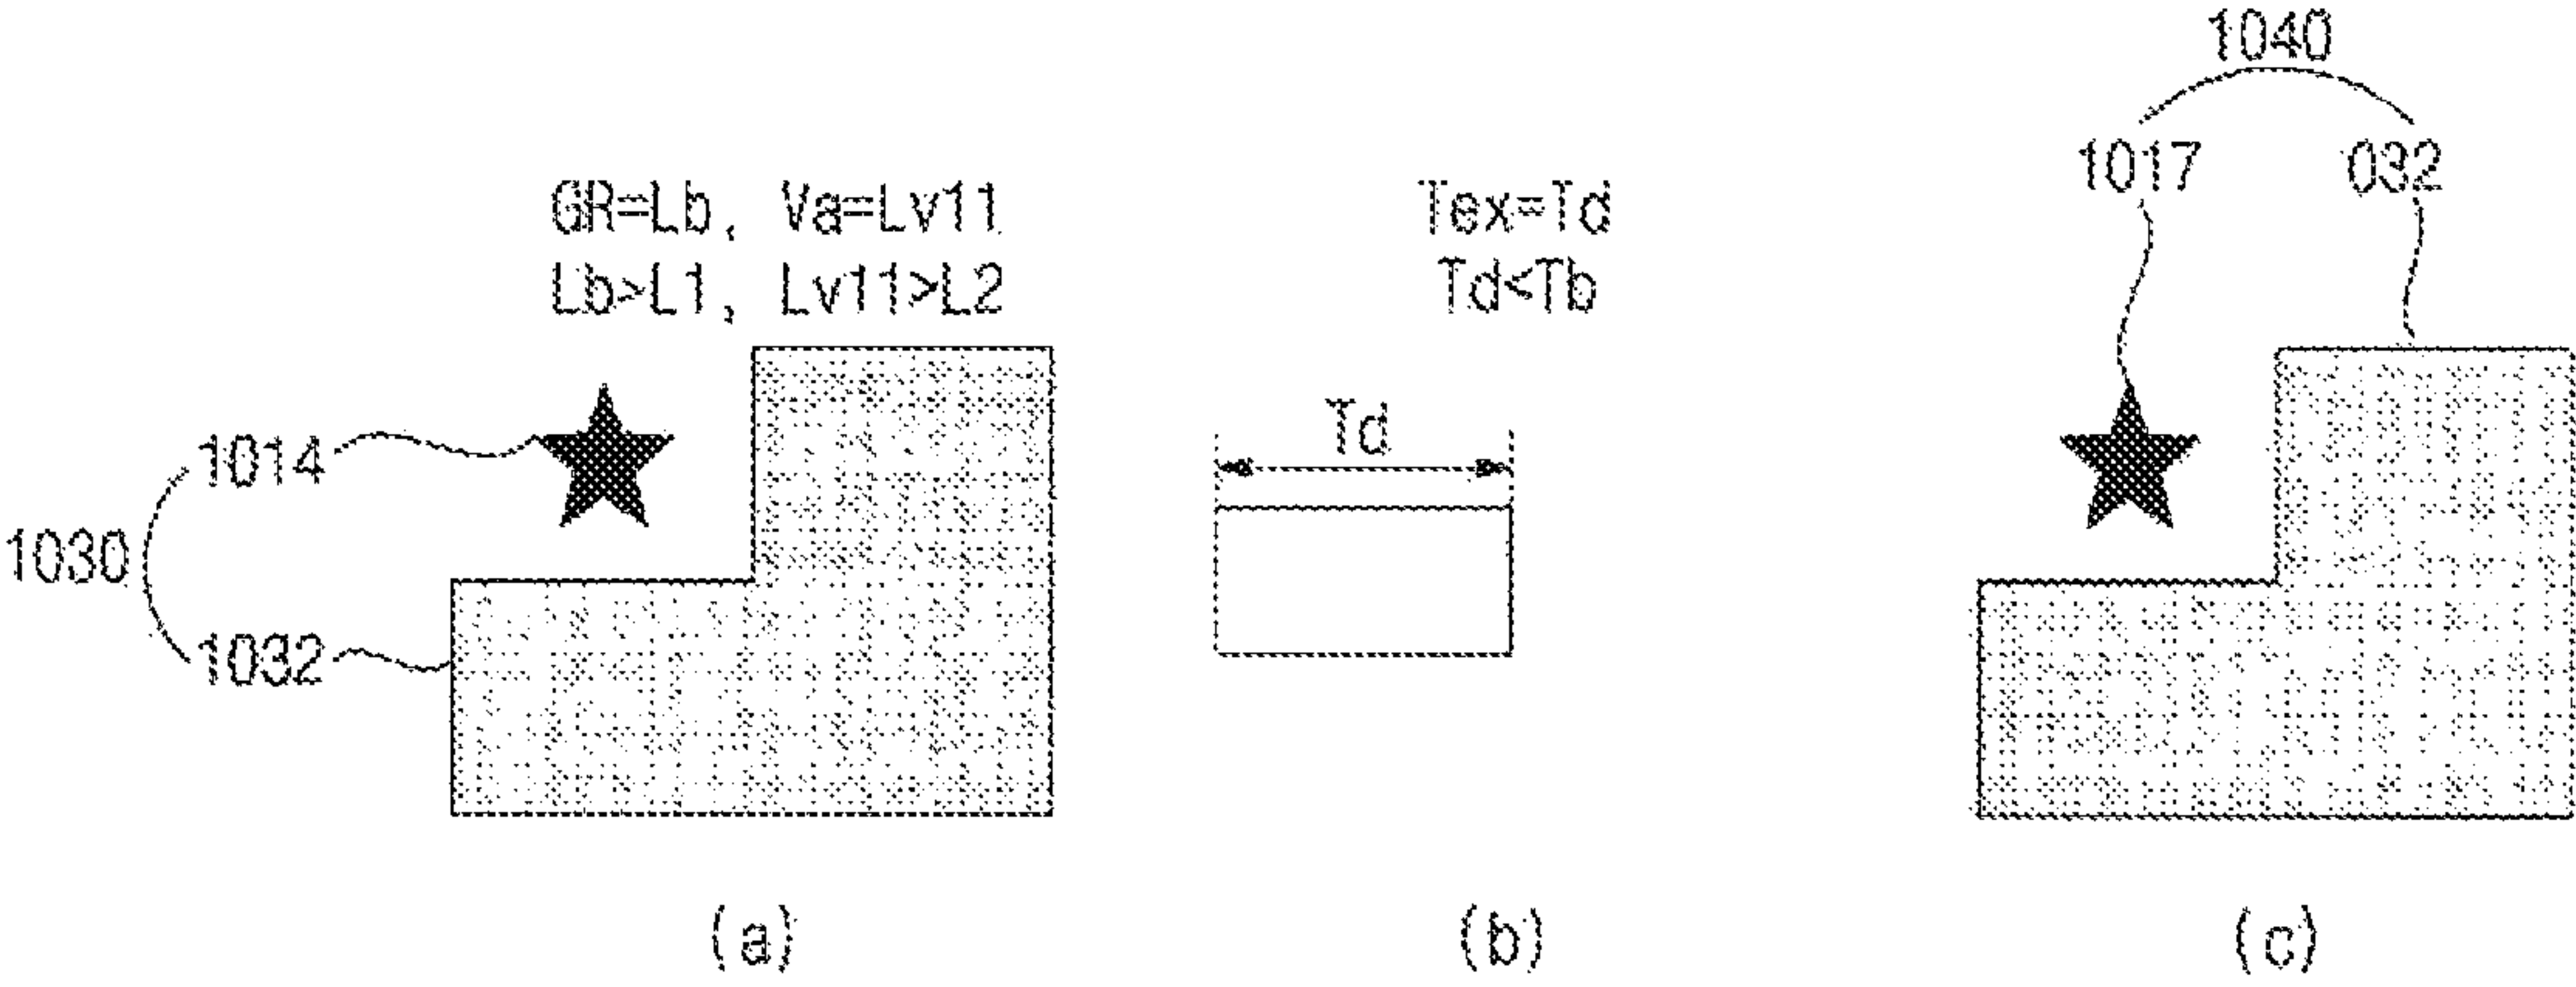 1040
1017 032
GR=Lb, Va=Lv11
Lb>L1, Lv11>L2
Tex=Td
Td<Tb
Td
1014
1030
1032
(a) (b) (c)